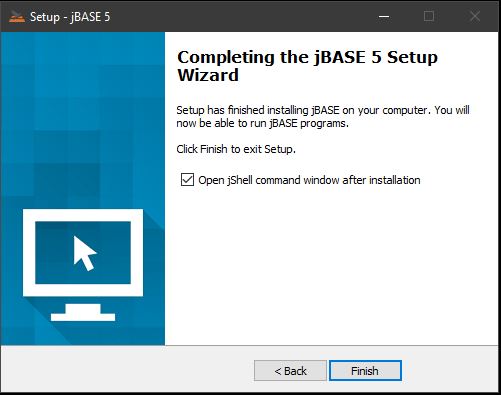 Setup - jBASE 5
Completing the jBASE 5 Setup
Wizard
Setup has finished installing jBASE on your computer. You will
now be able to run jBASE programs.
Click Finish to exit Setup.
Open jShell command window after installation
< Back
Finish